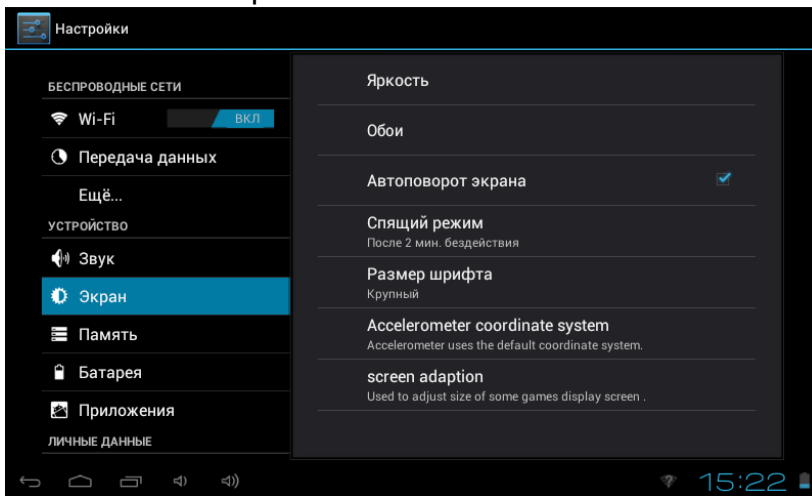 Настройки
БЕСПРОВОДНЫЕ СЕТИ
Wi-Fi ВКЛ
Передача данных
Ещё...
УСТРОЙСТВО
Звук
Экран
Память
Батарея
Приложения
ЛИЧНЫЕ ДАННЫЕ
Яркость
Обои
Автоповорот экрана
Спящий режим
После 2 мин. бездействия
Размер шрифта
Крупный
Accelerometer coordinate system
Accelerometer uses the default coordinate system.
screen adaption
Used to adjust size of some games display screen .
15:22